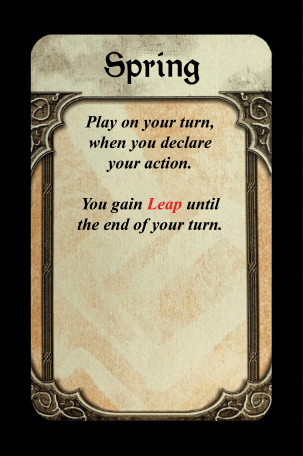 Spring
Play on your turn,
when you declare
your action.
You gain Leap until
the end of your turn.